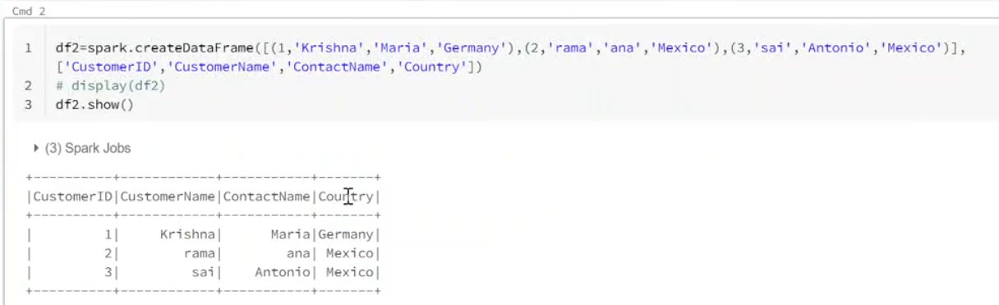 Cmd 2
1 df2=spark.createDataFrame([(1,'Krishna','Maria','Germany'),(2,'rama','ana','Mexico'),(3,'sai','Antonio','Mexico')],
['CustomerID','CustomerName','ContactName','Country'])
2 # display(df2)
3 df2.show()
(3) Spark Jobs
+----------+------------+-----------+-------+
|CustomerID|CustomerName|ContactName|Country|
+----------+------------+-----------+-------+
|         1|     Krishna|      Maria|Germany|
|         2|        rama|        ana| Mexico|
|         3|         sai|    Antonio| Mexico|
+----------+------------+-----------+-------+